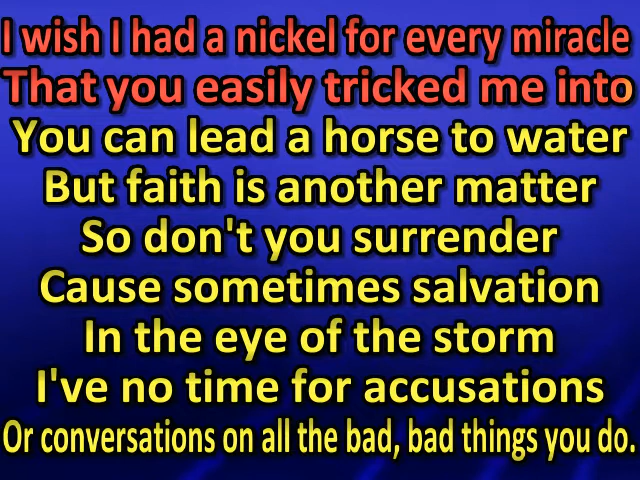 I wish I had a nickel for every miracle
That you easily tricked me into
You can lead a horse to water
But faith is another matter
So don't you surrender
Cause sometimes salvation
In the eye of the storm
I've no time for accusations
Or conversations on all the bad, bad things you do.